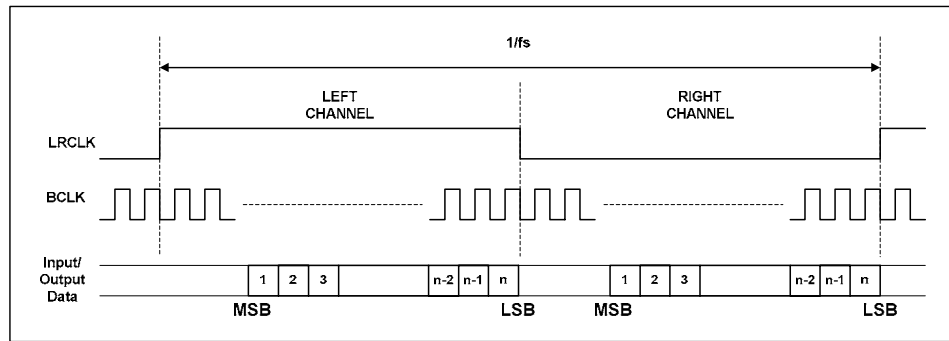 1/fs
LEFT
CHANNEL
RIGHT
CHANNEL
LRCLK
BCLK
Input/
Output
Data
1 2 3 n-2 n-1 n 1 2 3 n-2 n-1 n
MSB LSB MSB LSB